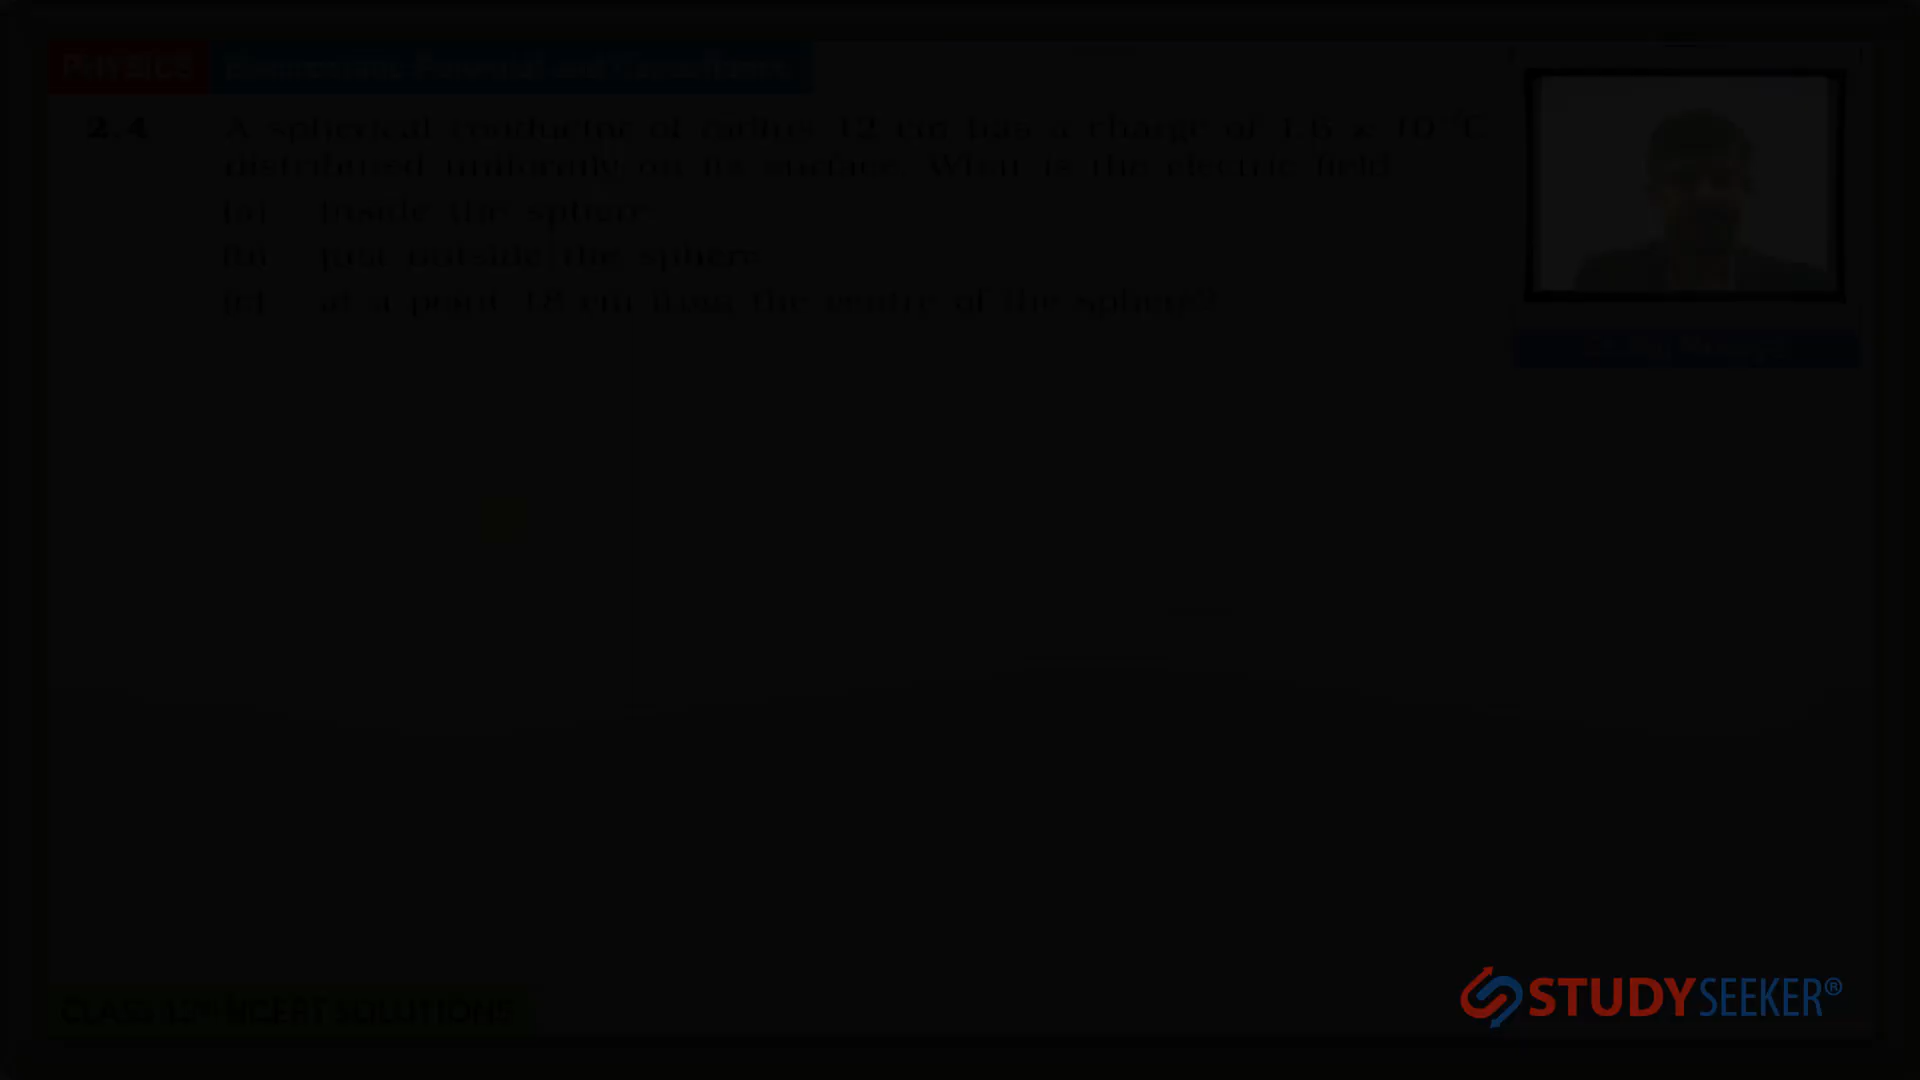 PHYSICS Electrostatic Potential and Capacitance
2.4 A spherical conductor of radius 12 cm has a charge of 1.6 × 10 C
distributed uniformly on its surface. What is the electric field
(a) inside the sphere
(b) just outside the sphere
(c) at a point 18 cm from the centre of the sphere?
CLASS 12 NCERT SOLUTIONS
STUDYSEEKER®